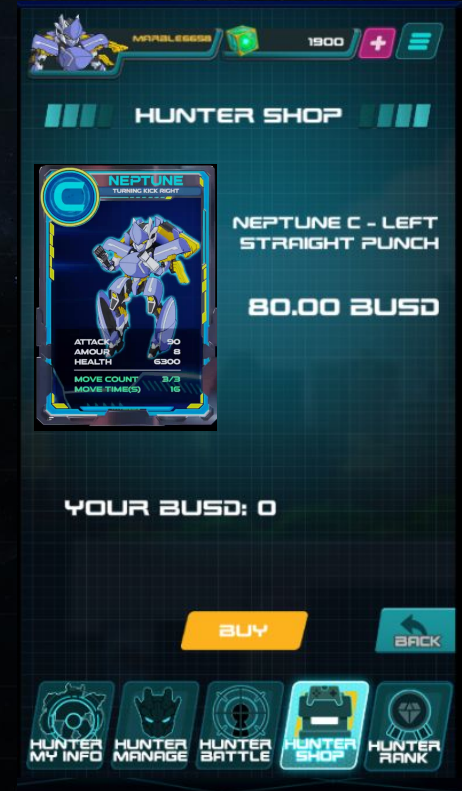 MARBLE6658
1900
HUNTER SHOP
C
NEPTUNE
TURNING KICK RIGHT
ATTACK 90
AMOUR 8
HEALTH 6300
MOVE COUNT 3/3
MOVE TIME(S) 16
NEPTUNE C - LEFT
STRAIGHT PUNCH
80.00 BUSD
YOUR BUSD: 0
BUY
BACK
HUNTER
MY INFO
HUNTER
MANAGE
HUNTER
BATTLE
HUNTER
SHOP
HUNTER
RANK